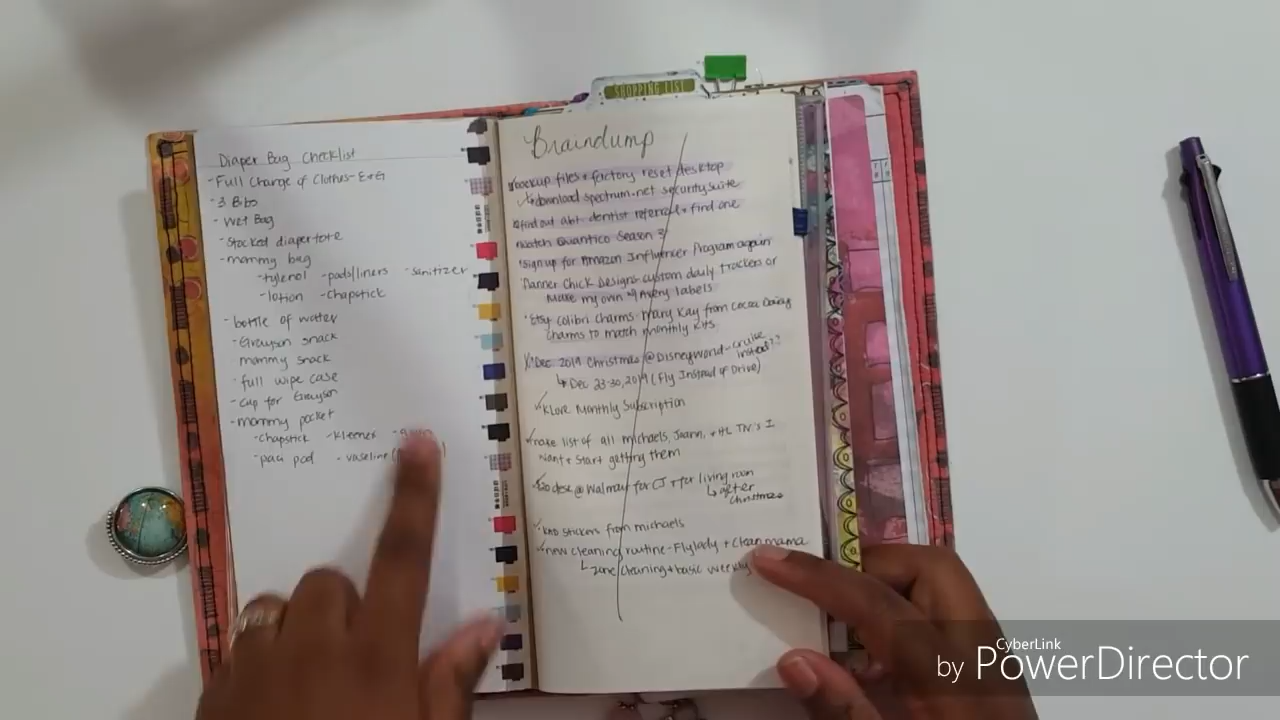 SHOPPING LIST
Diaper Bag Checklist
- Full Change of Clothes - E+G
- 3 Bibs
- Wet Bag
- Stocked diapertote
- mommy bag
- tylenol - pads/liners - sanitizer
- lotion - Chapstick
- bottle of water
- Grayson snack
mommy snack
- full wipe case
- cup for Grayson
- mommy pocket
- chapstick - Kleenex
- paci pod - vaseline
Braindump
backup files + factory reset desktop
download spectrum.net security suite
find out abt dentist referral + find one
watch Quantico Season 3
sign up for Amazon Influencer Program again
Planner Chick Designs - custom daily trackers or
make my own w/ Avery labels
Etsy Colibri Charms - Mary Kay from Cocoa Daisy
charms to match monthly kits
Dec 2019 Christmas @ Disneyworld - cruise
instead??
↳ Dec 23-30, 2019 (Fly Instead of Drive)
KLove Monthly Subscription
make list of all michaels, Joann, + HL TN's I
want + start getting them
desk @ Walmart for CJ + for living room
↳ after
Christmas
stickers from michaels
new cleaning routine - Flylady + Clean mama
zone cleaning + basic weekly
CyberLink
by PowerDirector